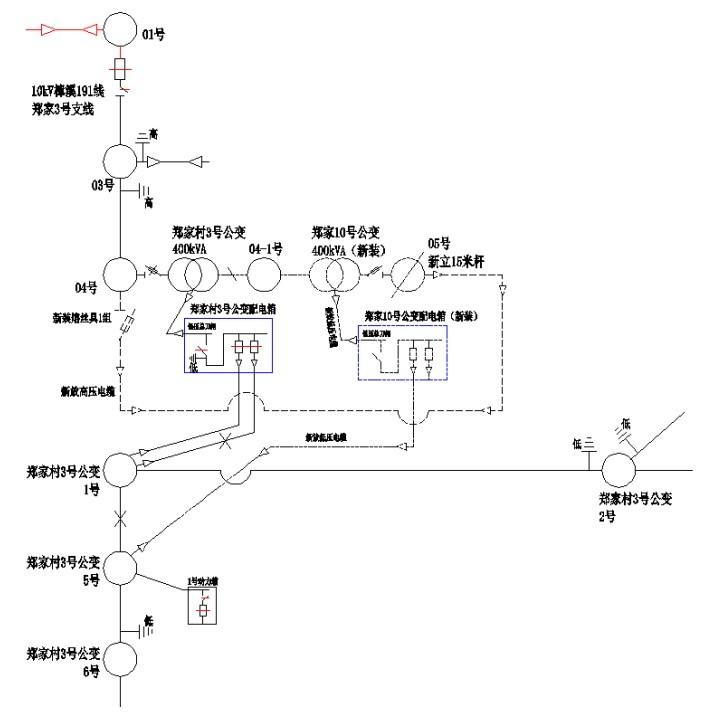 01号
10kV樟溪191线
郑家3号支线
高
03号
高
郑家村3号公变
400kVA
04-1号
郑家10号公变
400kVA（新装）
05号
新立15米杆
04号
新装熔丝具1组
郑家村3号公变配电箱
低压总刀闸
低
新放低压电缆
郑家10号公变配电箱（新装）
低压总刀闸
新放高压电缆
新放低压电缆
郑家村3号公变
1号
低
低
郑家村3号公变
2号
郑家村3号公变
5号
1号动力箱
低
郑家村3号公变
6号